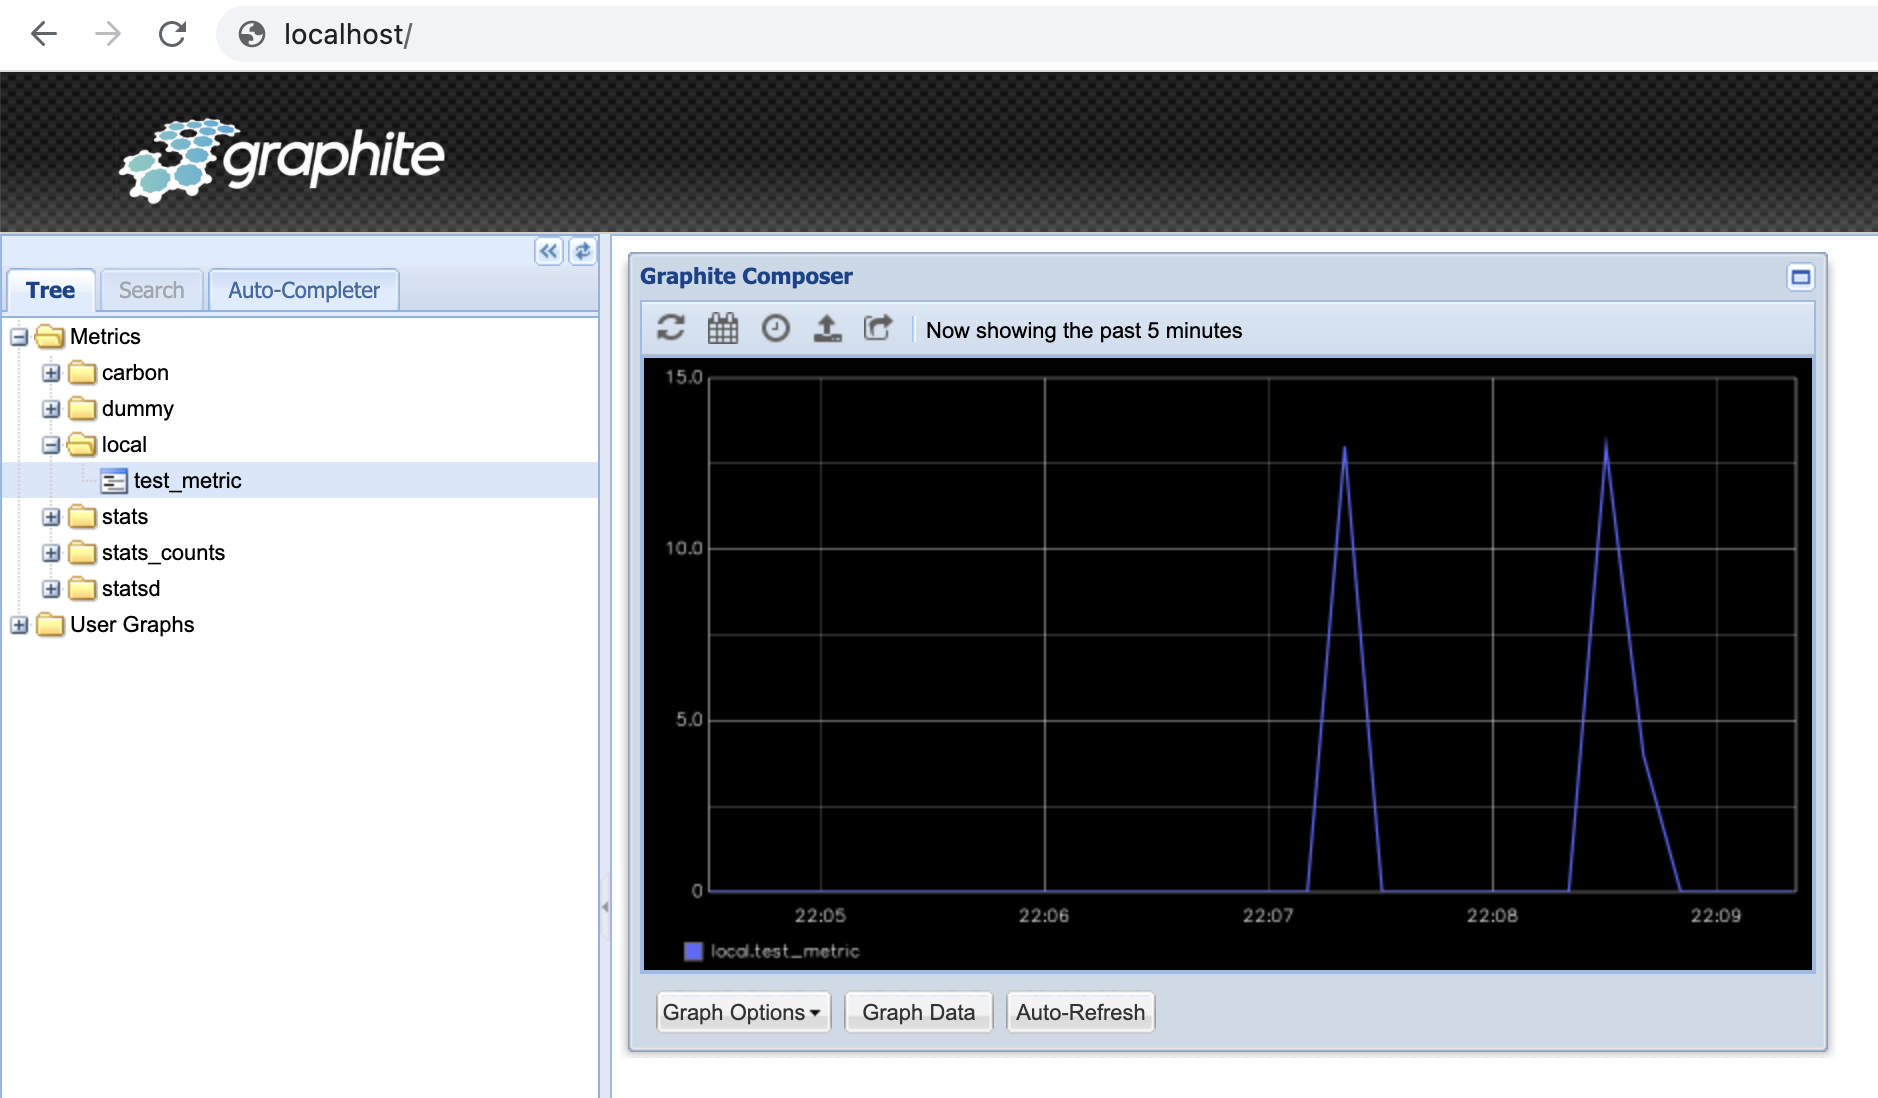 localhost/
graphite
Tree Search Auto-Completer
Metrics
carbon
dummy
local
test_metric
stats
stats_counts
statsd
User Graphs
Graphite Composer
Now showing the past 5 minutes
15.0
10.0
5.0
0
22:05 22:06 22:07 22:08 22:09
local.test_metric
Graph Options Graph Data Auto-Refresh